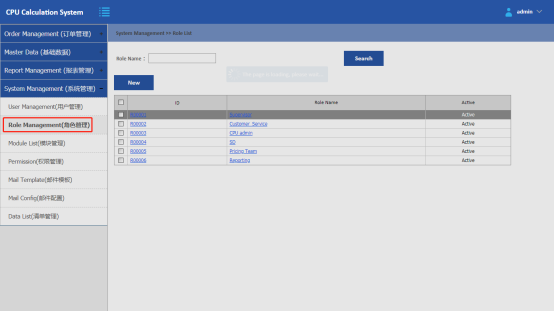 CPU Calculation System
admin
Order Management (订单管理)
Master Data (基础数据)
Report Management (报表管理)
System Management (系统管理)
User Management(用户管理)
Role Management(角色管理)
Module List(模块管理)
Permission(权限管理)
Mail Template(邮件模板)
Mail Config(邮件配置)
Data List(清单管理)
System Management >> Role List
Role Name :
Search
New
ID Role Name Active
R00001 Active
R00002 Customer Service Active
R00003 CPU admin Active
R00004 Active
R00005 Pricing Team Active
R00006 Reporting Active